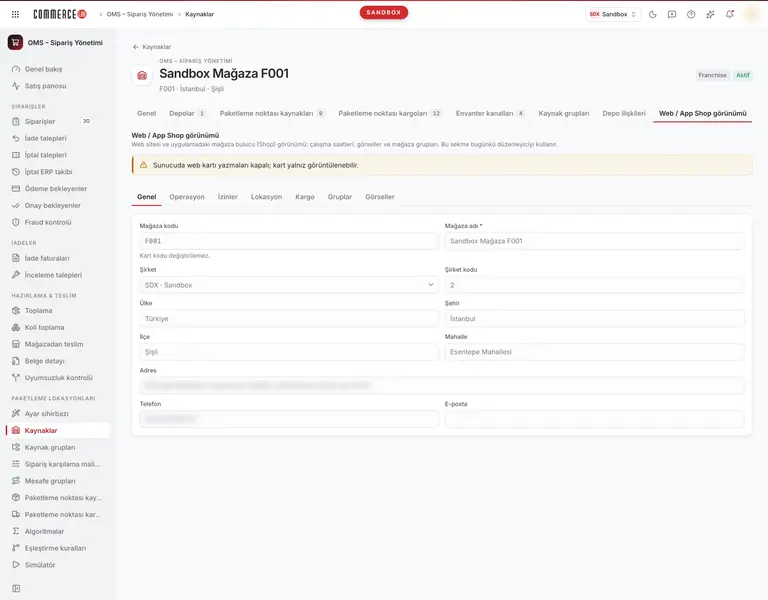 COMMERCE
OMS – Sipariş Yönetimi
Kaynaklar
SANDBOX
SDX Sandbox
OMS – Sipariş Yönetimi
Genel bakış
Satış panosu
SİPARİŞLER
Siparişler 30
İade talepleri
İptal talepleri
İptal ERP takibi
Ödeme bekleyenler
Onay bekleyenler
Fraud kontrolü
İADELER
İade faturaları
İnceleme talepleri
HAZIRLAMA & TESLİM
Toplama
Koli toplama
Mağazadan teslim
Belge detayı
Uyumsuzluk kontrolü
PAKETLEME LOKASYONLARI
Ayar sihirbazı
Kaynaklar
Kaynak grupları
Sipariş karşılama mali...
Mesafe grupları
Paketleme noktası kay...
Paketleme noktası kar...
Algoritmalar
Eşleştirme kuralları
Simülatör
Kaynaklar
OMS – SİPARİŞ YÖNETİMİ
Sandbox Mağaza F001
F001 · İstanbul · Şişli
Franchise
Aktif
Genel
Depolar 1
Paketleme noktası kaynakları 9
Paketleme noktası kargoları 12
Envanter kanalları 4
Kaynak grupları
Depo ilişkileri
Web / App Shop görünümü
Web / App Shop görünümü
Web sitesi ve uygulamadaki mağaza bulucu (Shop) görünümü: çalışma saatleri, görseller ve mağaza grupları. Bu sekme bugünkü düzenleyiciyi kullanır.
Sunucuda web kartı yazmaları kapalı; kart yalnız görüntülenebilir.
Genel
Operasyon
İzinler
Lokasyon
Kargo
Gruplar
Görseller
Mağaza kodu
F001
Kart kodu değiştirilemez.
Mağaza adı *
Sandbox Mağaza F001
Şirket
SDX · Sandbox
Şirket kodu
2
Ülke
Türkiye
Şehir
İstanbul
İlçe
Şişli
Mahalle
Esentepe Mahallesi
Adres
Telefon
E-posta